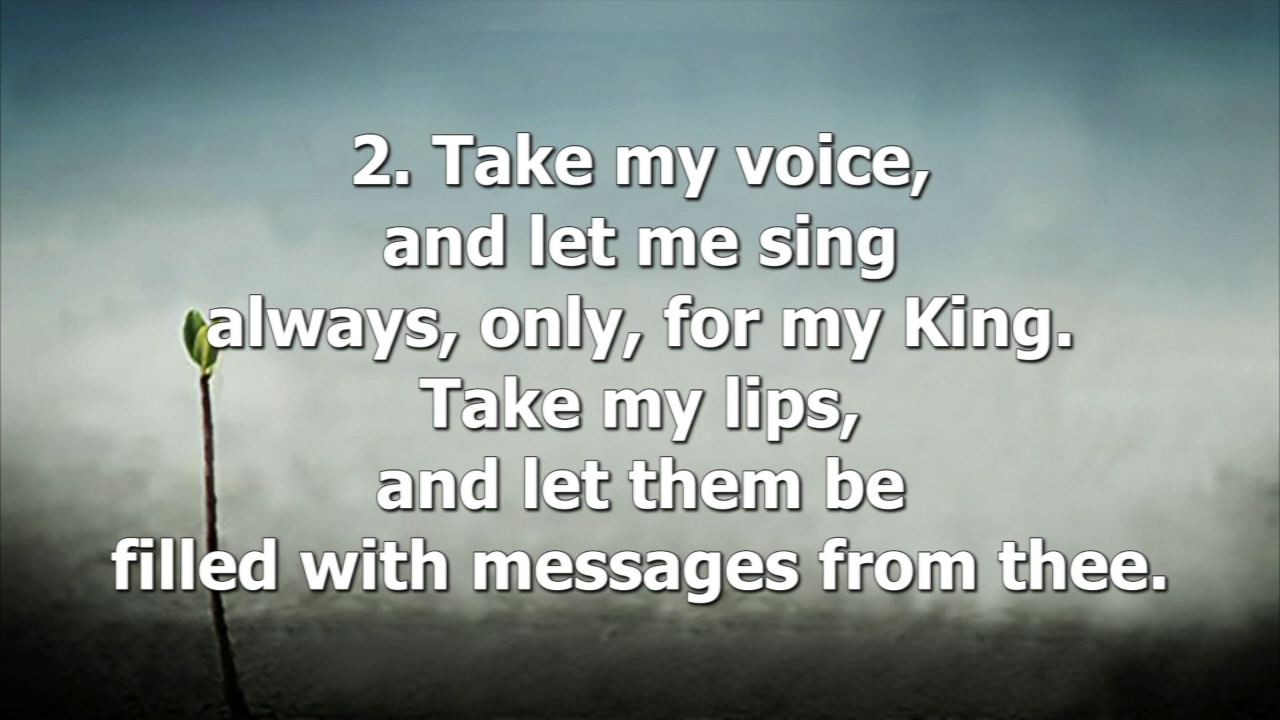 2. Take my voice,
and let me sing
always, only, for my King.
Take my lips,
and let them be
filled with messages from thee.